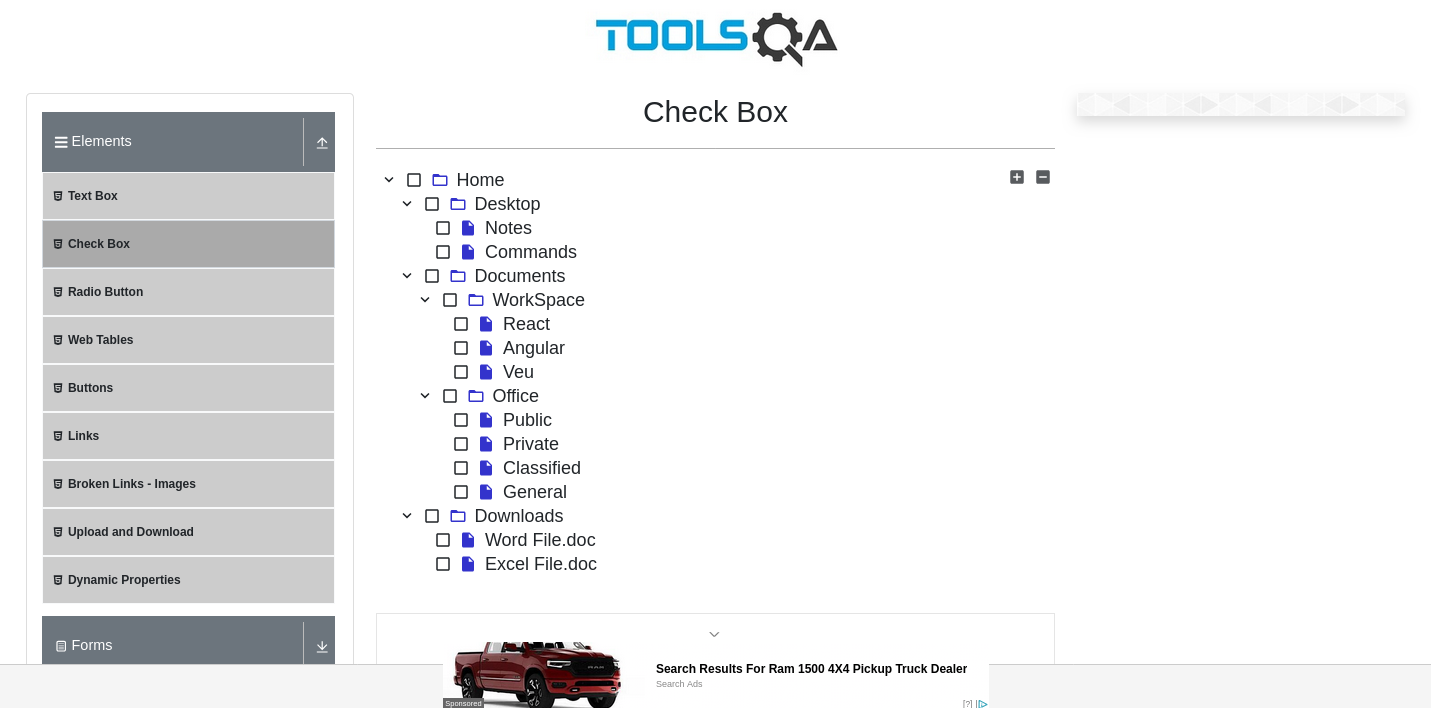 TOOLSQA
Elements
Text Box
Check Box
Radio Button
Web Tables
Buttons
Links
Broken Links - Images
Upload and Download
Dynamic Properties
Forms
Check Box
Home
Desktop
Notes
Commands
Documents
WorkSpace
React
Angular
Veu
Office
Public
Private
Classified
General
Downloads
Word File.doc
Excel File.doc
RAM
Sponsored
Search Results For Ram 1500 4X4 Pickup Truck Dealer
Search Ads
[?]